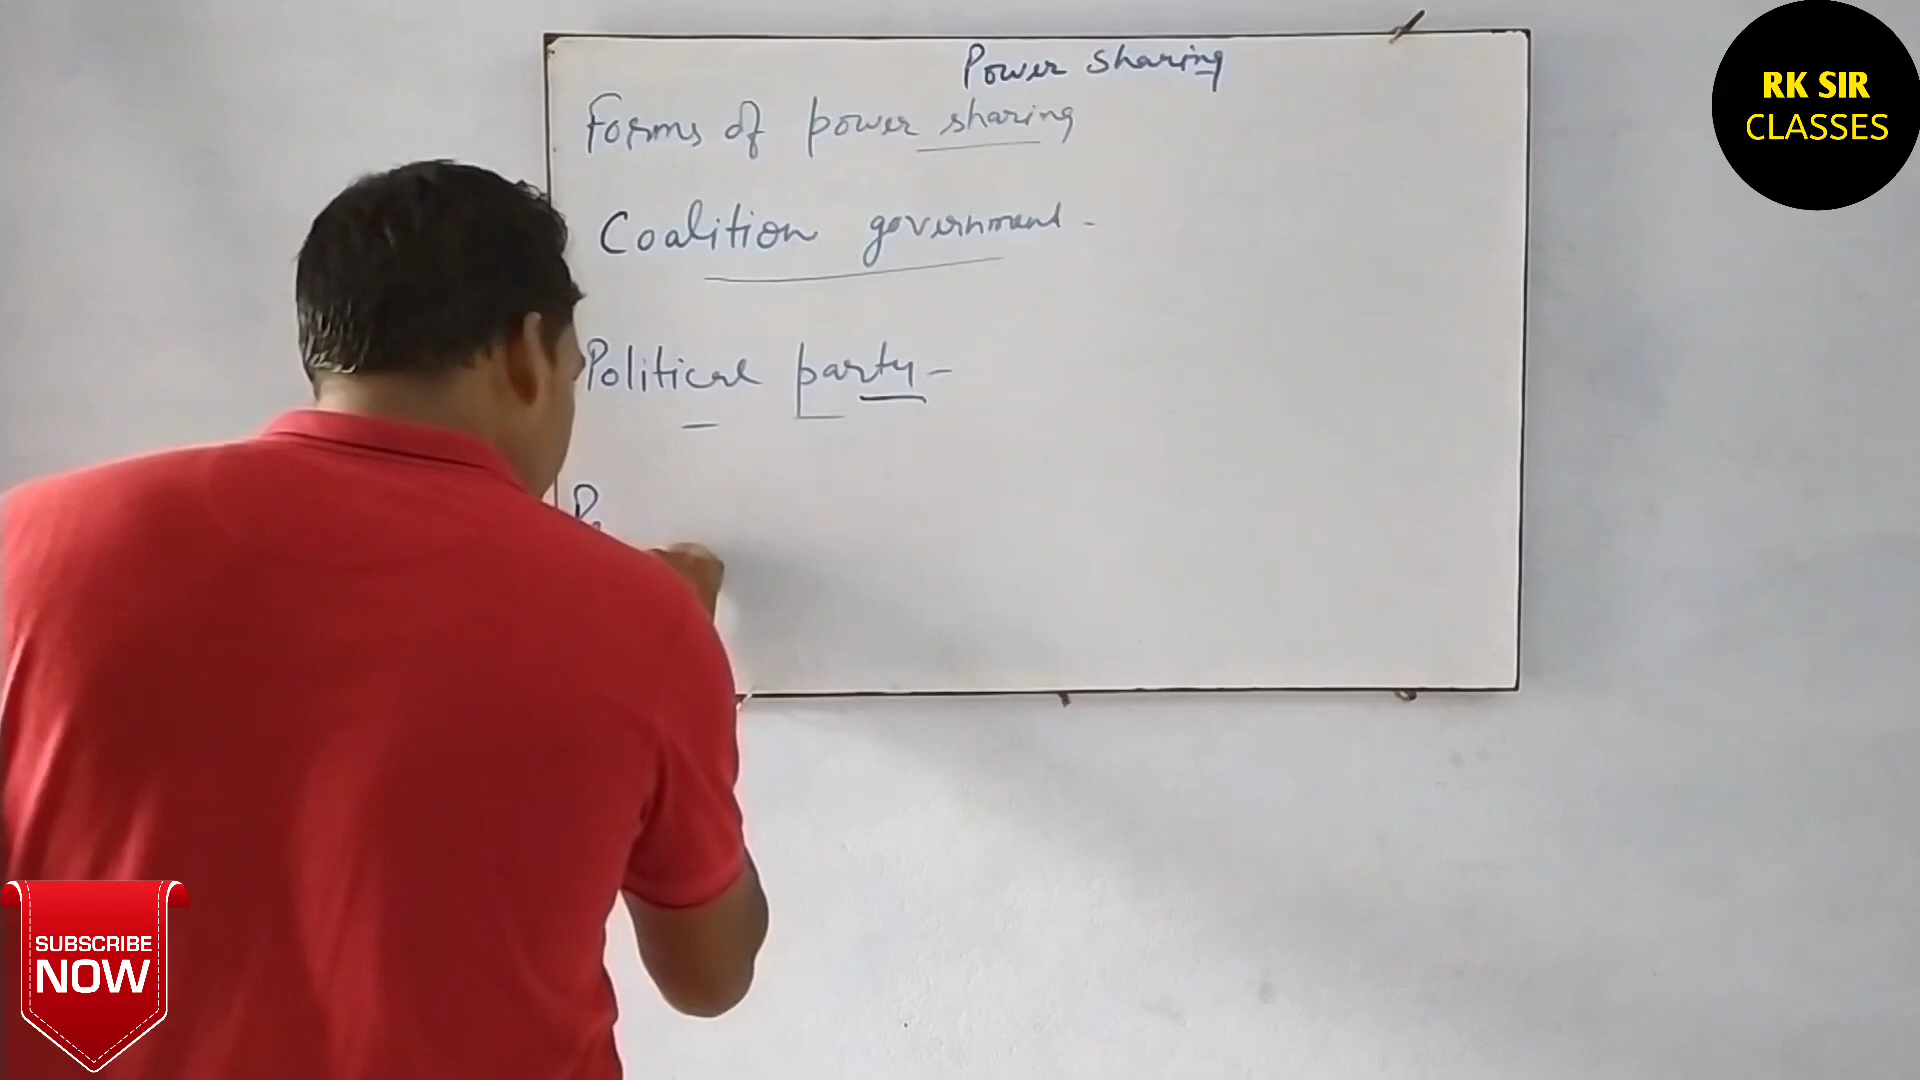 Power sharing
Forms of power sharing
Coalition government -
Political party -
RK SIR
CLASSES
SUBSCRIBE
NOW